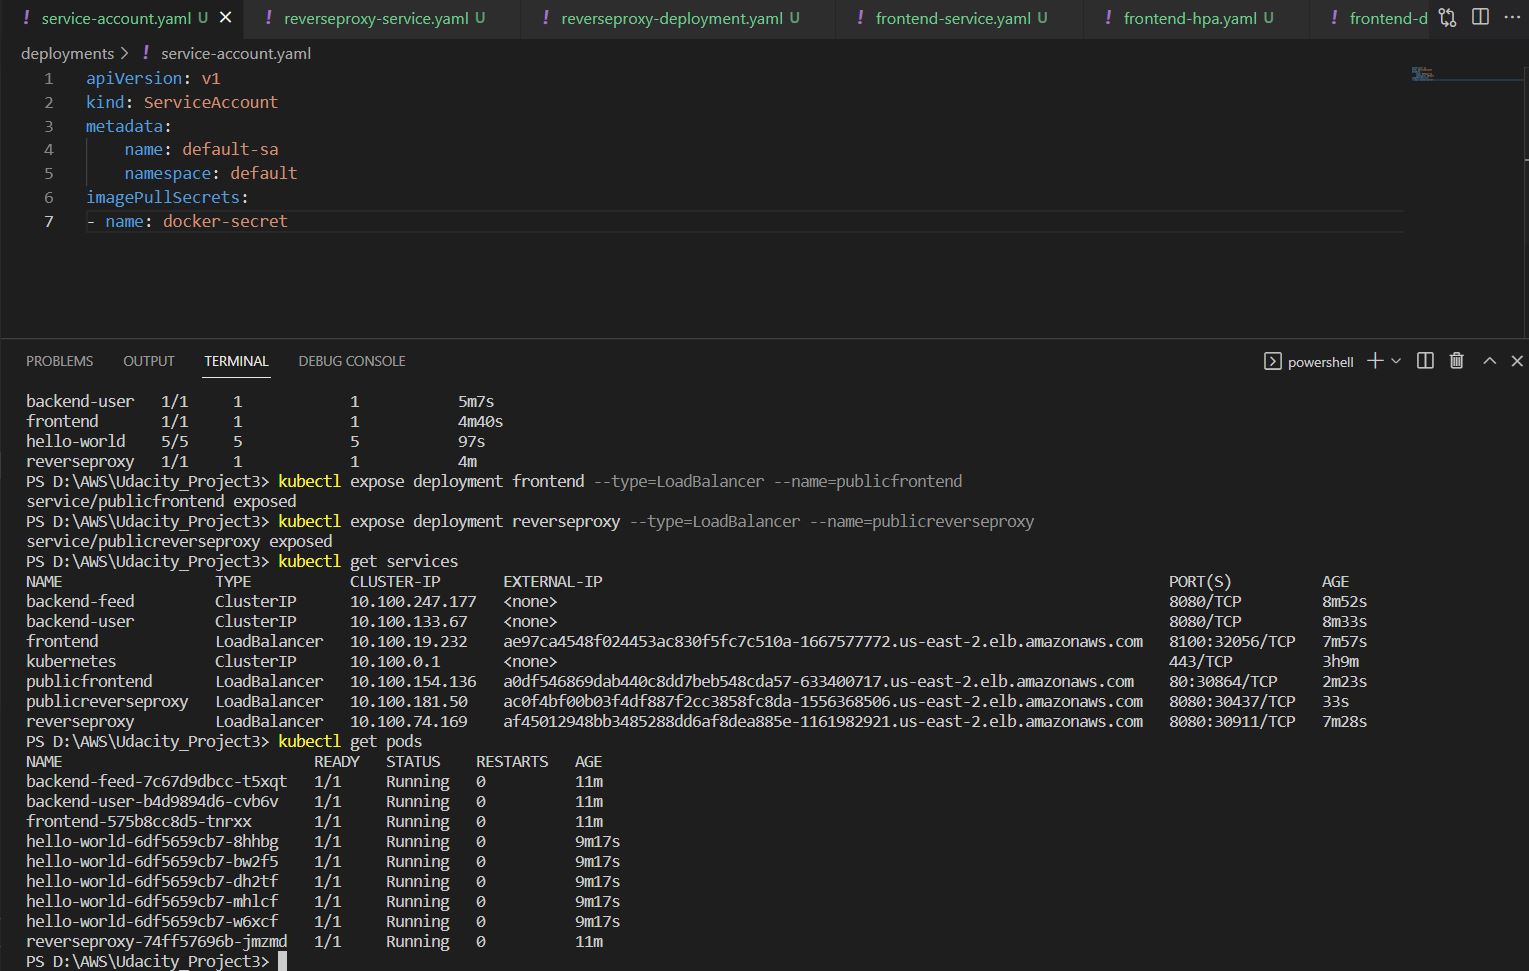 ! service-account.yaml U ! reverseproxy-service.yaml U ! reverseproxy-deployment.yaml U ! frontend-service.yaml U ! frontend-hpa.yaml U ! frontend-d
deployments > ! service-account.yaml
1 apiVersion: v1
2 kind: ServiceAccount
3 metadata:
4     name: default-sa
5     namespace: default
6 imagePullSecrets:
7 - name: docker-secret
PROBLEMS OUTPUT TERMINAL DEBUG CONSOLE powershell
backend-user   1/1     1            1           5m7s
frontend       1/1     1            1           4m40s
hello-world    5/5     5            5           97s
reverseproxy   1/1     1            1           4m
PS D:\AWS\Udacity_Project3> kubectl expose deployment frontend --type=LoadBalancer --name=publicfrontend
service/publicfrontend exposed
PS D:\AWS\Udacity_Project3> kubectl expose deployment reverseproxy --type=LoadBalancer --name=publicreverseproxy
service/publicreverseproxy exposed
PS D:\AWS\Udacity_Project3> kubectl get services
NAME                 TYPE           CLUSTER-IP       EXTERNAL-IP                                                               PORT(S)          AGE
backend-feed         ClusterIP      10.100.247.177   <none>                                                                    8080/TCP         8m52s
backend-user         ClusterIP      10.100.133.67    <none>                                                                    8080/TCP         8m33s
frontend             LoadBalancer   10.100.19.232    ae97ca4548f024453ac830f5fc7c510a-1667577772.us-east-2.elb.amazonaws.com   8100:32056/TCP   7m57s
kubernetes           ClusterIP      10.100.0.1       <none>                                                                    443/TCP          3h9m
publicfrontend       LoadBalancer   10.100.154.136   a0df546869dab440c8dd7beb548cda57-633400717.us-east-2.elb.amazonaws.com    80:30864/TCP     2m23s
publicreverseproxy   LoadBalancer   10.100.181.50    ac0f4bf00b03f4df887f2cc3858fc8da-1556368506.us-east-2.elb.amazonaws.com   8080:30437/TCP   33s
reverseproxy         LoadBalancer   10.100.74.169    af45012948bb3485288dd6af8dea885e-1161982921.us-east-2.elb.amazonaws.com   8080:30911/TCP   7m28s
PS D:\AWS\Udacity_Project3> kubectl get pods
NAME                            READY   STATUS    RESTARTS   AGE
backend-feed-7c67d9dbcc-t5xqt   1/1     Running   0          11m
backend-user-b4d9894d6-cvb6v    1/1     Running   0          11m
frontend-575b8cc8d5-tnrxx       1/1     Running   0          11m
hello-world-6df5659cb7-8hhbg    1/1     Running   0          9m17s
hello-world-6df5659cb7-bw2f5    1/1     Running   0          9m17s
hello-world-6df5659cb7-dh2tf    1/1     Running   0          9m17s
hello-world-6df5659cb7-mhlcf    1/1     Running   0          9m17s
hello-world-6df5659cb7-w6xcf    1/1     Running   0          9m17s
reverseproxy-74ff57696b-jmzmd   1/1     Running   0          11m
PS D:\AWS\Udacity_Project3>